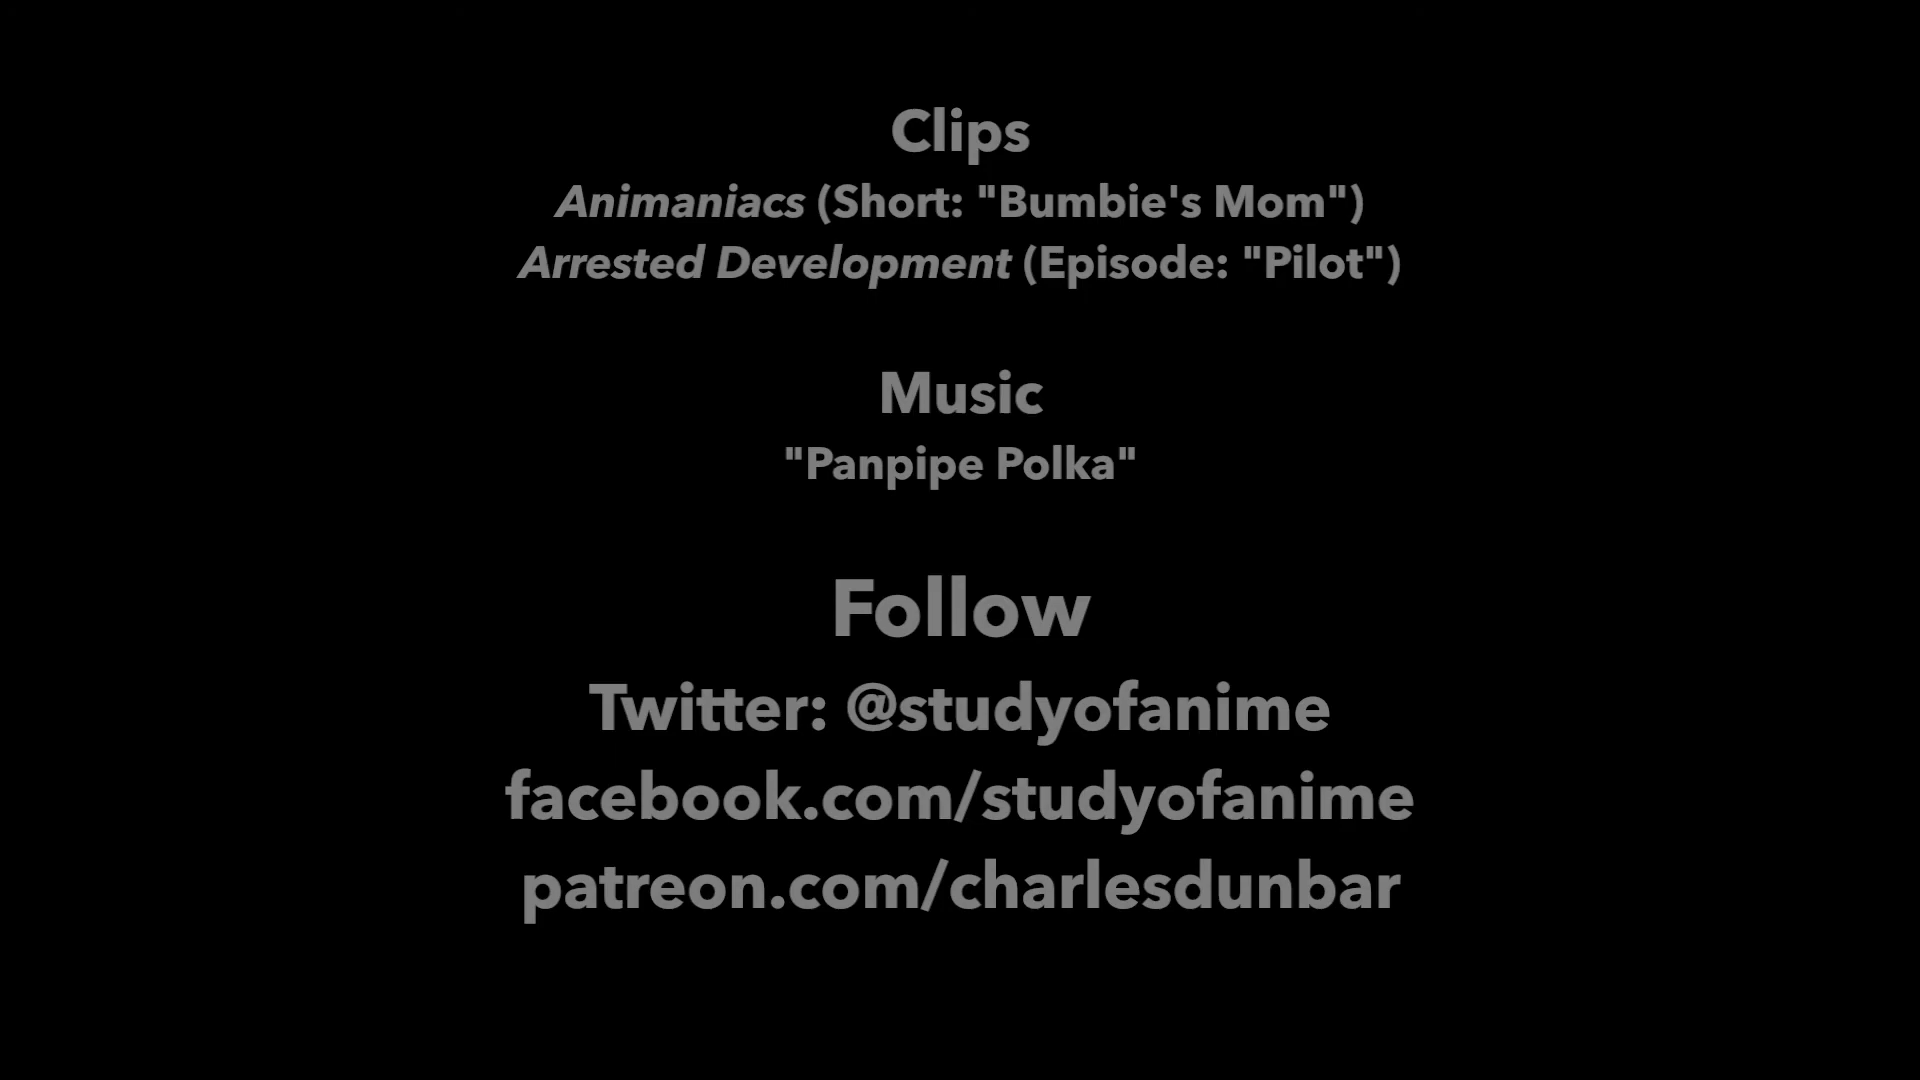 Clips
Animaniacs (Short: "Bumbie's Mom")
Arrested Development (Episode: "Pilot")
Music
"Panpipe Polka"
Follow
Twitter: @studyofanime
facebook.com/studyofanime
patreon.com/charlesdunbar